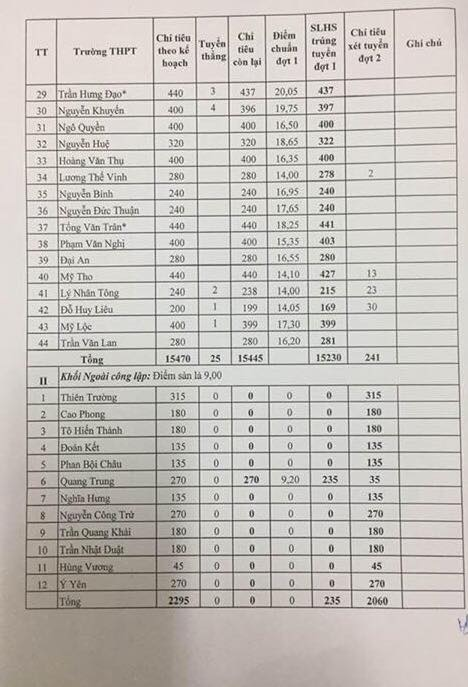 TT Trường THPT Chỉ tiêu theo kế hoạch Tuyển thẳng Chỉ tiêu còn lại Điểm chuẩn đợt 1 SLHS trúng tuyển đợt 1 Chỉ tiêu xét tuyển đợt 2 Ghi chú
29 Trần Hưng Đạo* 440 3 437 20,05 437
30 Nguyễn Khuyến 400 4 396 19,75 397
31 Ngô Quyền 400 400 16,50 400
32 Nguyễn Huệ 320 320 18,65 322
33 Hoàng Văn Thụ 400 400 16,35 400
34 Lương Thế Vinh 280 280 14,00 278 2
35 Nguyễn Bính 240 240 16,95 240
36 Nguyễn Đức Thuận 240 240 17,65 240
37 Tống Văn Trân* 440 440 18,25 441
38 Phạm Văn Nghị 400 400 15,35 403
39 Đại An 280 280 16,55 280
40 Mỹ Tho 440 440 14,10 427 13
41 Lý Nhân Tông 240 2 238 14,00 215 23
42 Đỗ Huy Liêu 200 1 199 14,05 169 30
43 Mỹ Lộc 400 1 399 17,30 399
44 Trần Văn Lan 280 280 16,20 281
Tổng 15470 25 15445 15230 241
II Khối Ngoài công lập: Điểm sàn là 9,00
1 Thiên Trường 315 0 0 0 0 315
2 Cao Phong 180 0 0 0 0 180
3 Tô Hiến Thành 180 0 0 0 0 180
4 Đoàn Kết 135 0 0 0 0 135
5 Phan Bội Châu 135 0 0 0 0 135
6 Quang Trung 270 0 270 9,20 235 35
7 Nghĩa Hưng 135 0 0 0 0 135
8 Nguyễn Công Trứ 270 0 0 0 0 270
9 Trần Quang Khải 180 0 0 0 0 180
10 Trần Nhật Duật 180 0 0 0 0 180
11 Hùng Vương 45 0 0 0 0 45
12 Ý Yên 270 0 0 0 0 270
Tổng 2295 0 0 0 235 2060